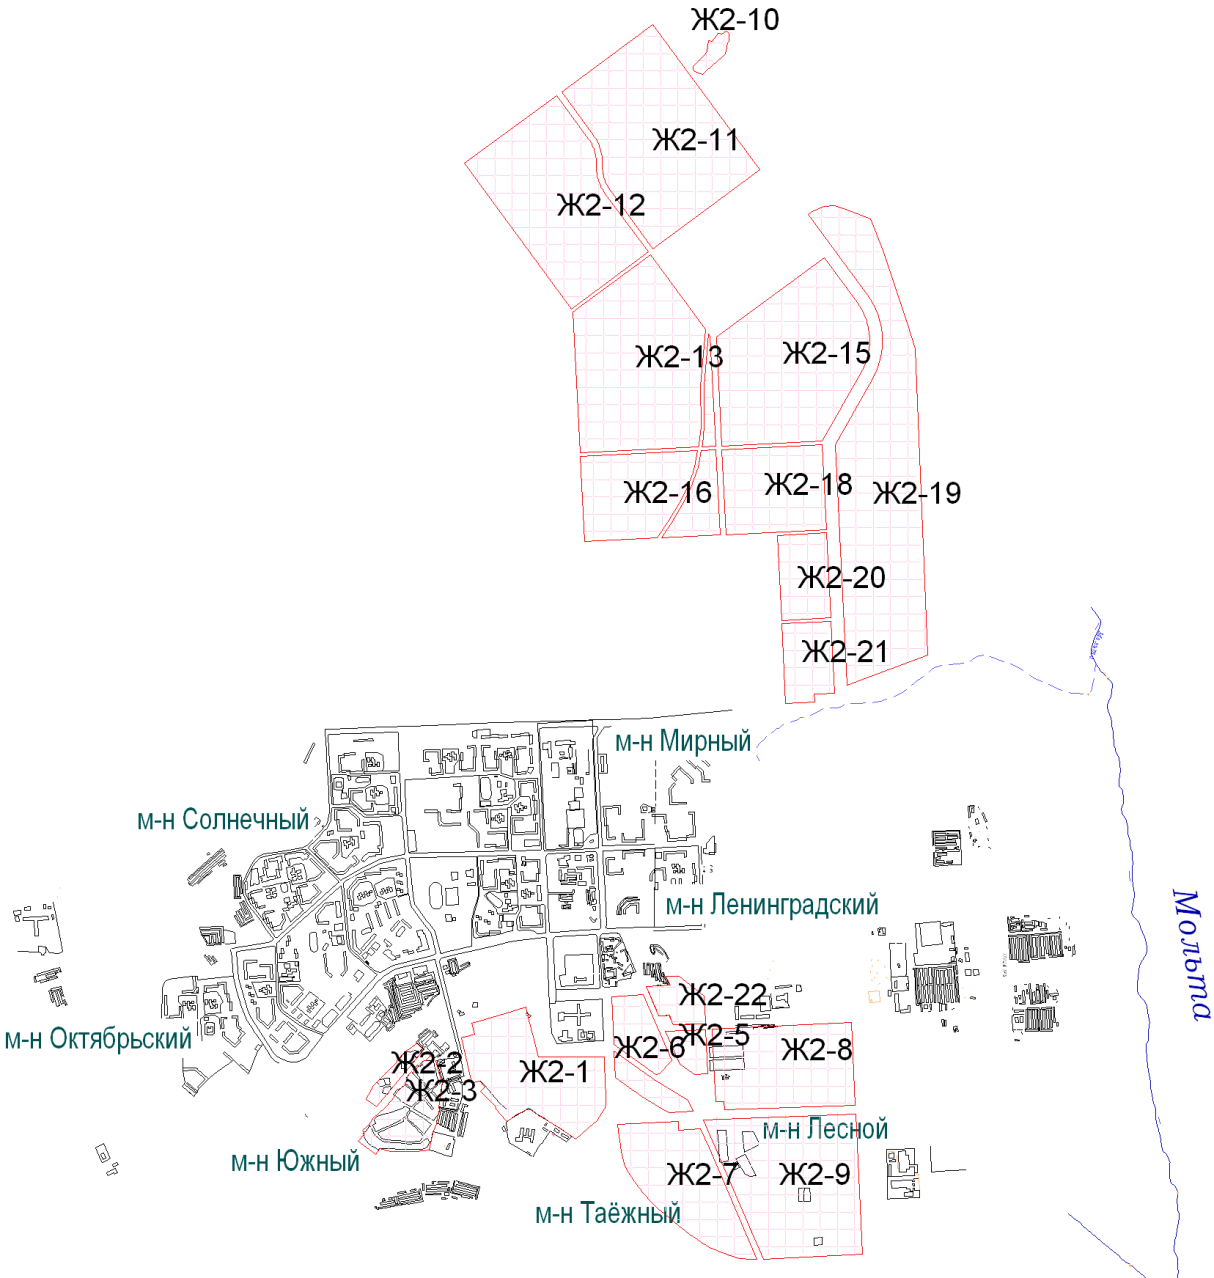 Ж2-10
Ж2-11
Ж2-12
Ж2-13
Ж2-15
Ж2-16
Ж2-18
Ж2-19
Ж2-20
Ж2-21
м-н Мирный
м-н Солнечный
м-н Ленинградский
Мольта
Ж2-22
м-н Октябрьский
Ж2-5
Ж2-6
Ж2-8
Ж2-2
Ж2-1
Ж2-3
м-н Лесной
м-н Южный
Ж2-7
Ж2-9
м-н Таёжный